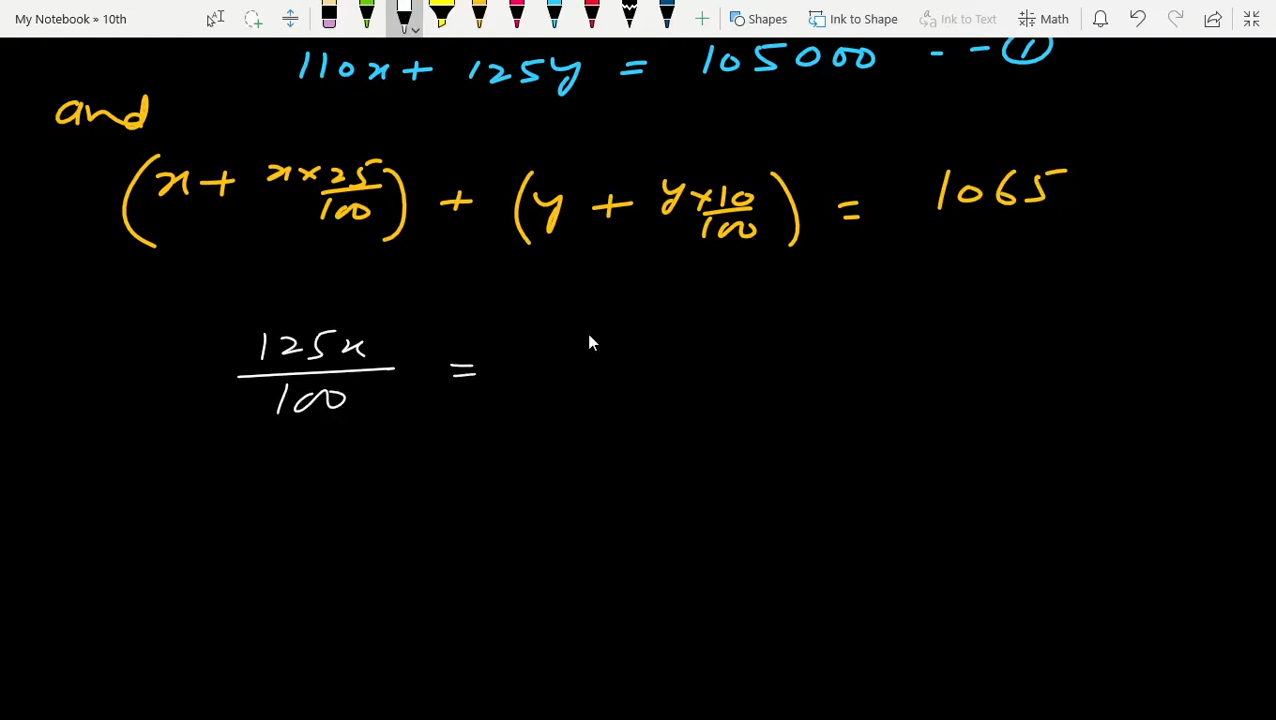 My Notebook » 10th Shapes Ink to Shape Ink to Text Math
110x + 125y = 105000 - - ①
and
(x + x×25/100) + (y + y×10/100) = 1065
125x/100 =